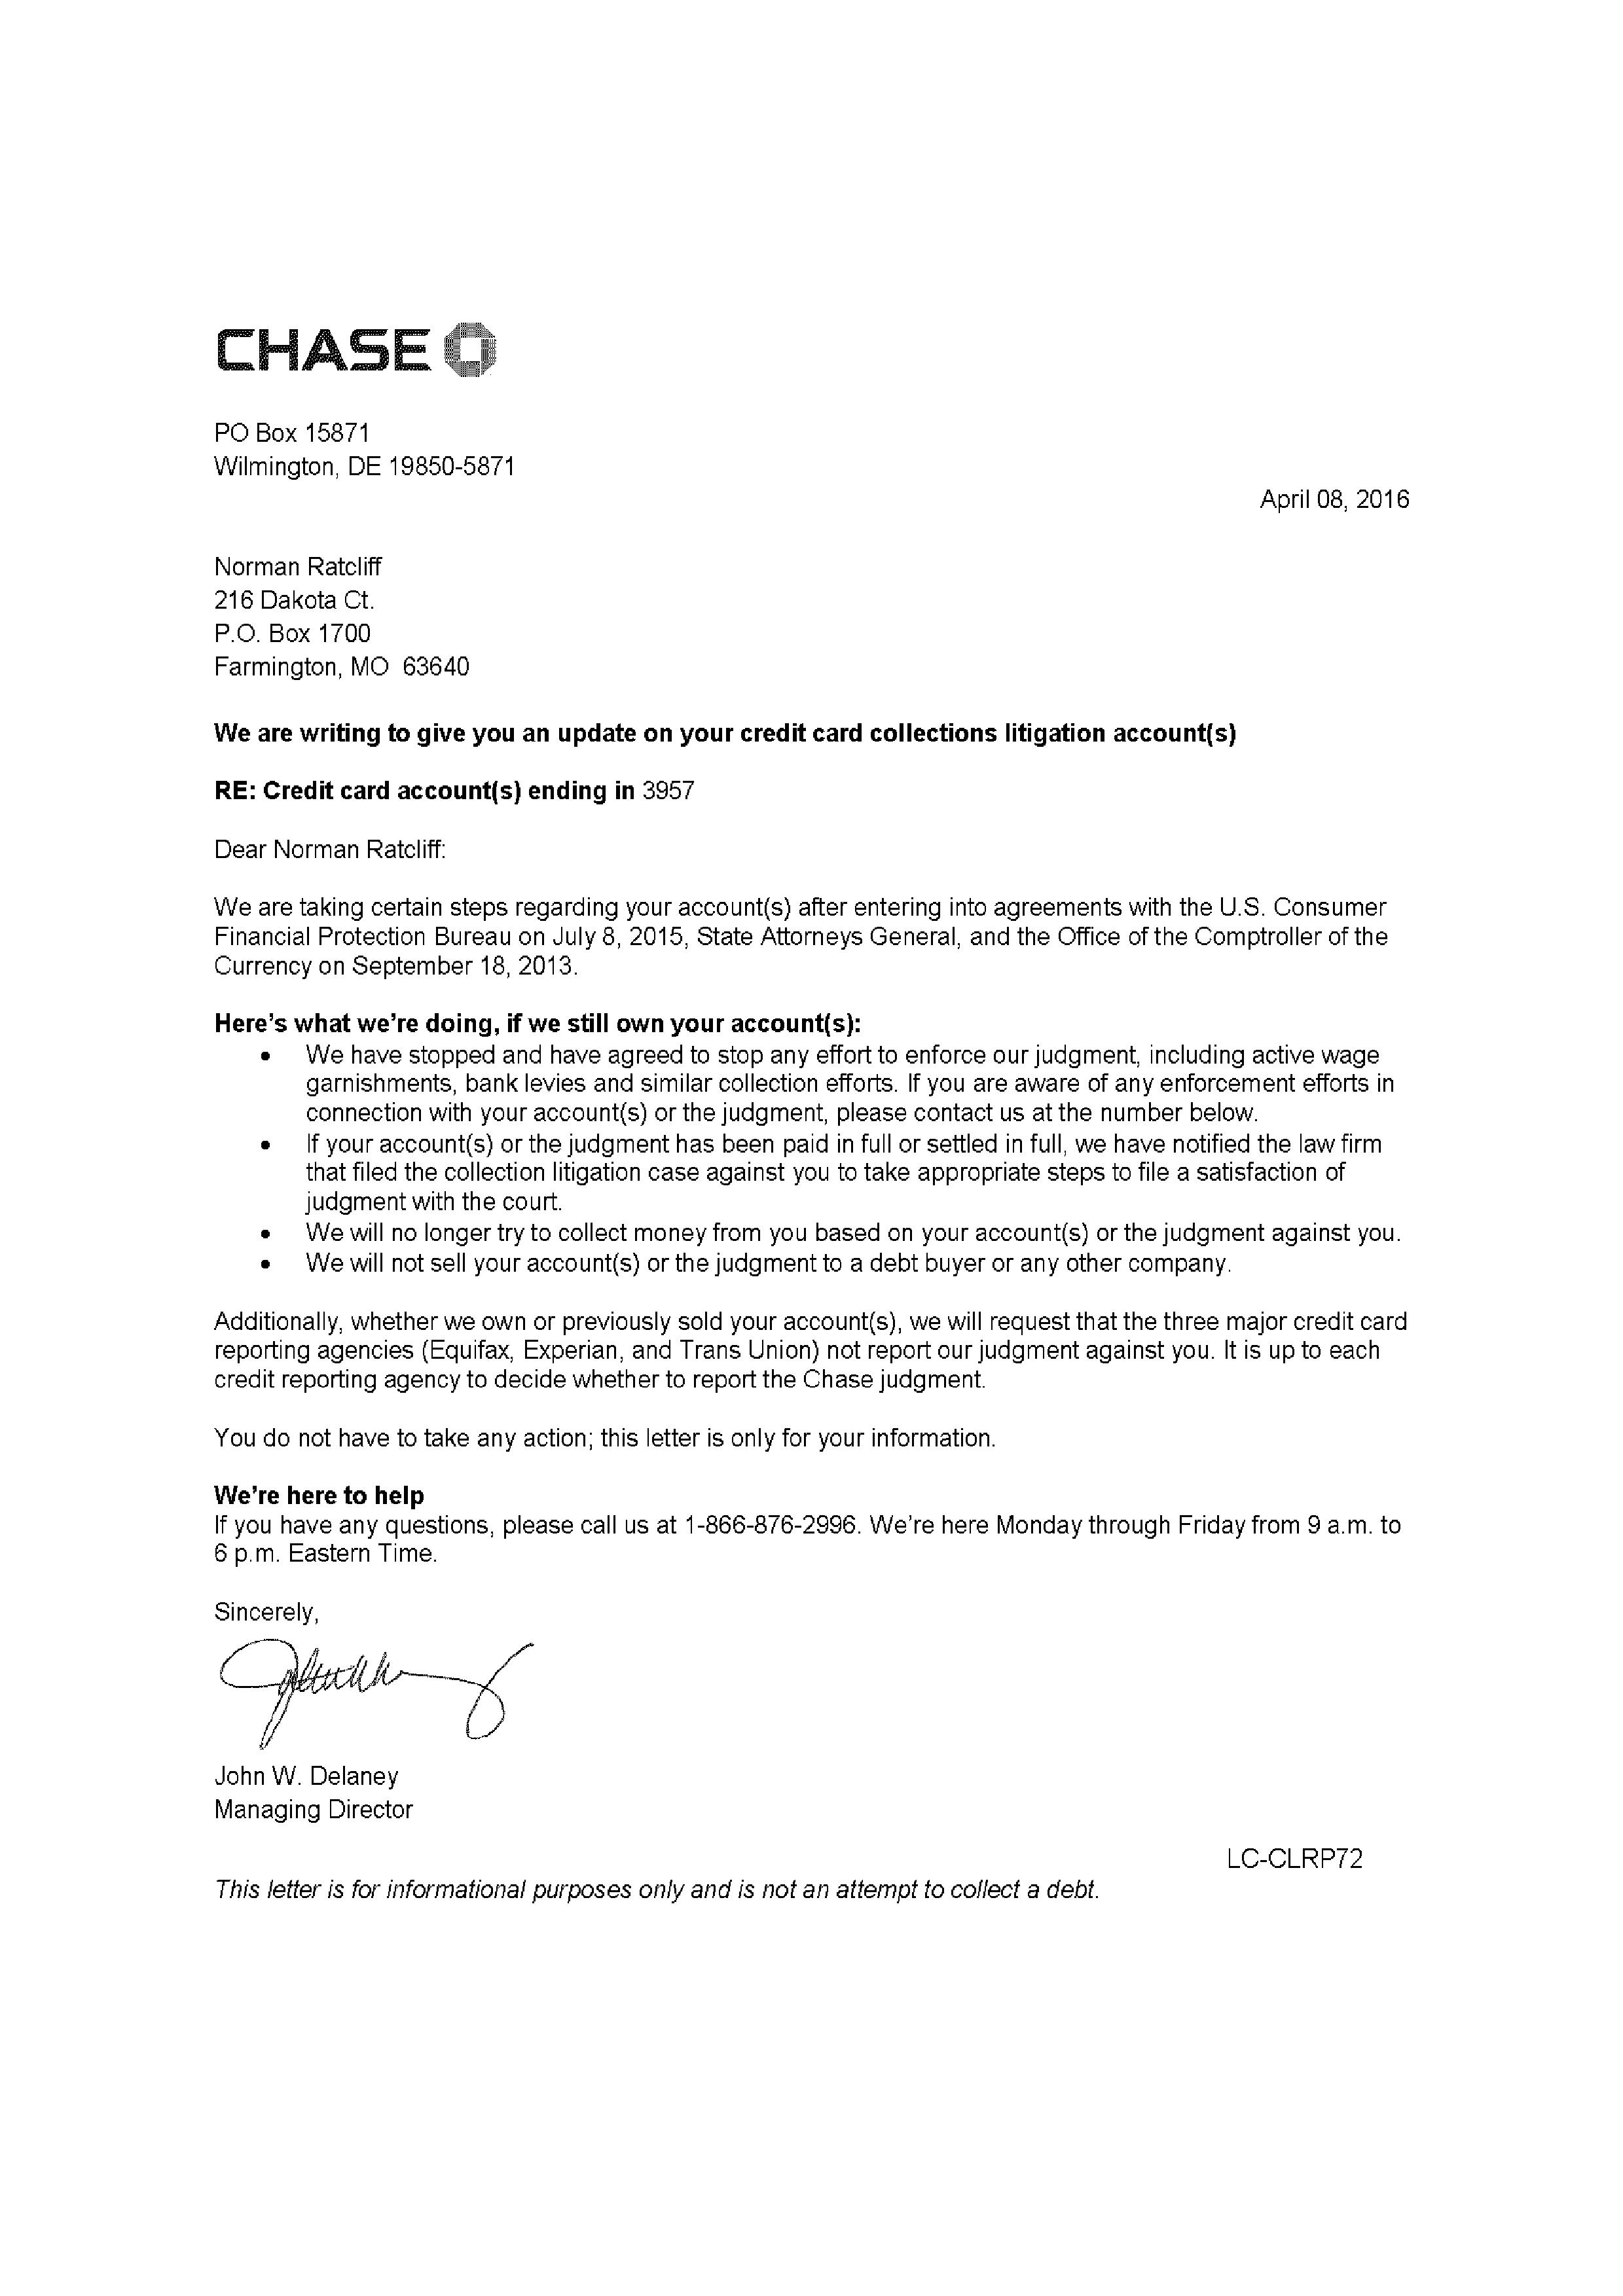 CHASE
PO Box 15871
Wilmington, DE 19850-5871
April 08, 2016
Norman Ratcliff
216 Dakota Ct.
P.O. Box 1700
Farmington, MO  63640
We are writing to give you an update on your credit card collections litigation account(s)
RE: Credit card account(s) ending in 3957
Dear Norman Ratcliff:
We are taking certain steps regarding your account(s) after entering into agreements with the U.S. Consumer
Financial Protection Bureau on July 8, 2015, State Attorneys General, and the Office of the Comptroller of the
Currency on September 18, 2013.
Here's what we're doing, if we still own your account(s):
• We have stopped and have agreed to stop any effort to enforce our judgment, including active wage
garnishments, bank levies and similar collection efforts. If you are aware of any enforcement efforts in
connection with your account(s) or the judgment, please contact us at the number below.
• If your account(s) or the judgment has been paid in full or settled in full, we have notified the law firm
that filed the collection litigation case against you to take appropriate steps to file a satisfaction of
judgment with the court.
• We will no longer try to collect money from you based on your account(s) or the judgment against you.
• We will not sell your account(s) or the judgment to a debt buyer or any other company.
Additionally, whether we own or previously sold your account(s), we will request that the three major credit card
reporting agencies (Equifax, Experian, and Trans Union) not report our judgment against you. It is up to each
credit reporting agency to decide whether to report the Chase judgment.
You do not have to take any action; this letter is only for your information.
We're here to help
If you have any questions, please call us at 1-866-876-2996. We're here Monday through Friday from 9 a.m. to
6 p.m. Eastern Time.
Sincerely,
John W. Delaney
Managing Director
LC-CLRP72
This letter is for informational purposes only and is not an attempt to collect a debt.